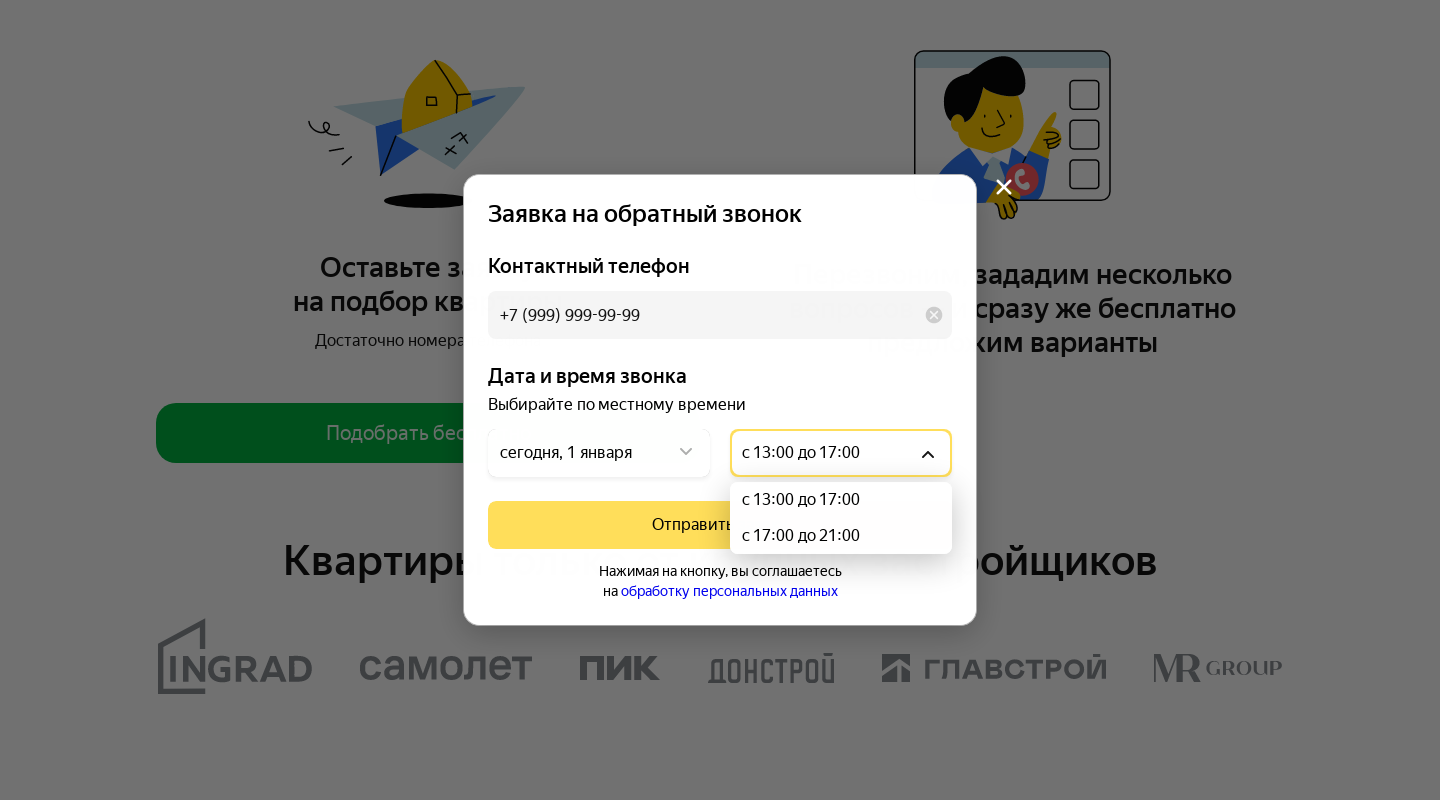 Оставьте за
на подбор кв
Достаточно номера
Подобрать бес
зададим несколько
сразу же бесплатно
ким варианты
Заявка на обратный звонок
Контактный телефон
+7 (999) 999-99-99
Дата и время звонка
Выбирайте по местному времени
сегодня, 1 января
с 13:00 до 17:00
с 13:00 до 17:00
с 17:00 до 21:00
Отправить
Нажимая на кнопку, вы соглашаетесь
на обработку персональных данных
Квартиры
ройщиков
INGRAD
самолет
ПИК
ДОНСТРОЙ
ГЛАВСТРОЙ
MR GROUP